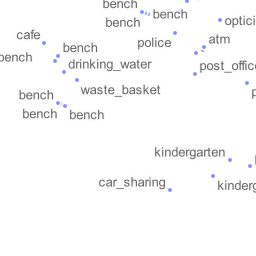 bench
bench
bench
optici
cafe
police
atm
bench
bench
drinking_water
post_office
waste_basket
bench
bench
bench
kindergarten
car_sharing
kinderg